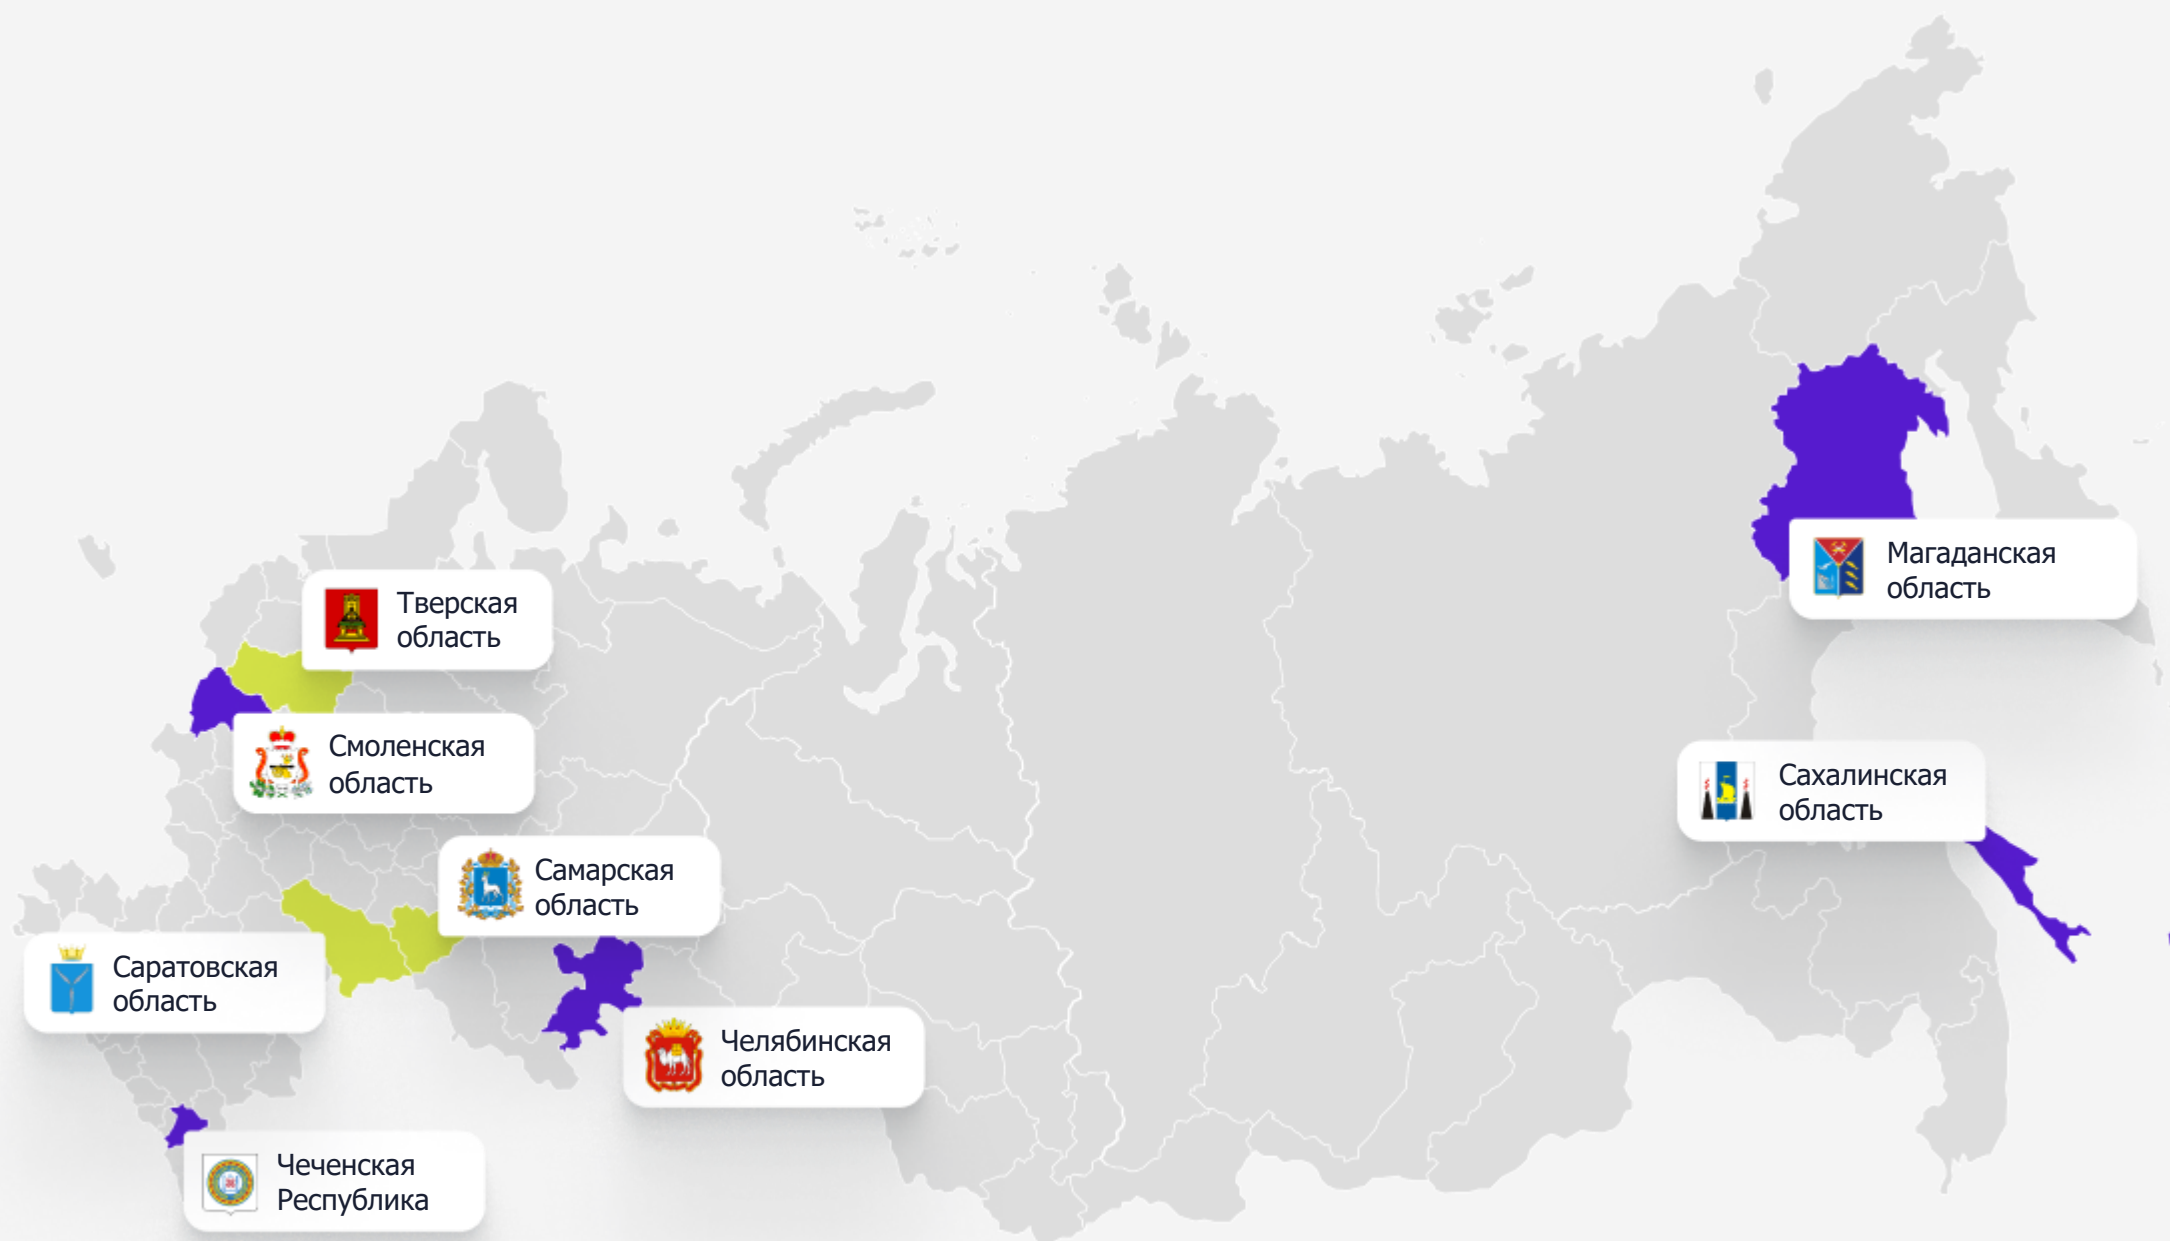 Тверская
область
Магаданская
область
Смоленская
область
Сахалинская
область
Самарская
область
Саратовская
область
Челябинская
область
Чеченская
Республика